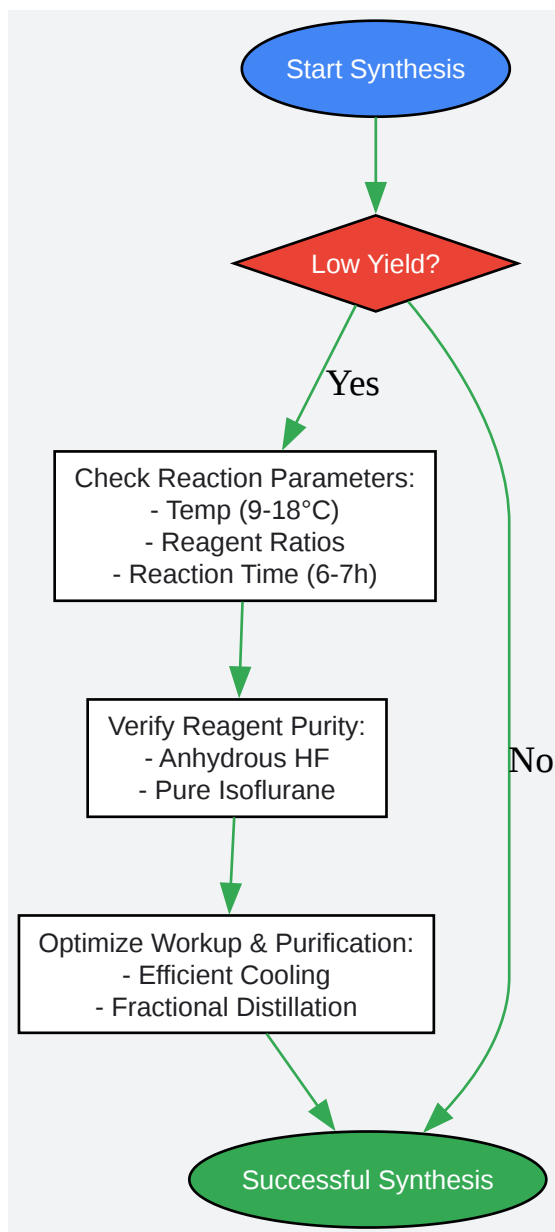 Start Synthesis
Low Yield?
Yes
Check Reaction Parameters:
- Temp (9-18°C)
- Reagent Ratios
- Reaction Time (6-7h)
Verify Reagent Purity:
- Anhydrous HF
- Pure Isoflurane
No
Optimize Workup & Purification:
- Efficient Cooling
- Fractional Distillation
Successful Synthesis